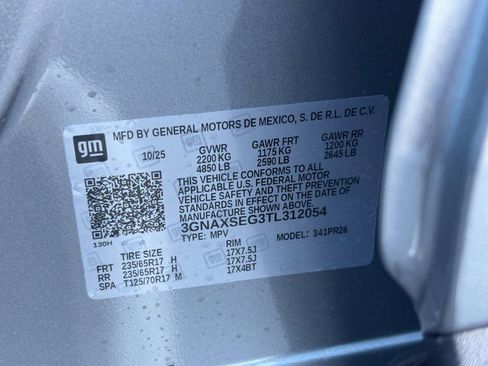 gm
MFD BY GENERAL MOTORS DE MEXICO, S. DE R.L. DE C.V.
10/25 GVWR GAWR FRT GAWR RR
2200 KG 1175 KG 1200 KG
4850 LB 2590 LB 2645 LB
THIS VEHICLE CONFORMS TO ALL
APPLICABLE U.S. FEDERAL MOTOR
VEHICLE SAFETY AND THEFT PREVENTION
STANDARDS IN EFFECT ON THE DATE OF
MANUFACTURE SHOWN ABOVE.
3GNAXSEG3TL312054
130H TYPE: MPV MODEL: 341PR26
TIRE SIZE RIM
FRT 235/65R17 H 17X7.5J
RR 235/65R17 H 17X7.5J
SPA T125/70R17 M 17X4BT